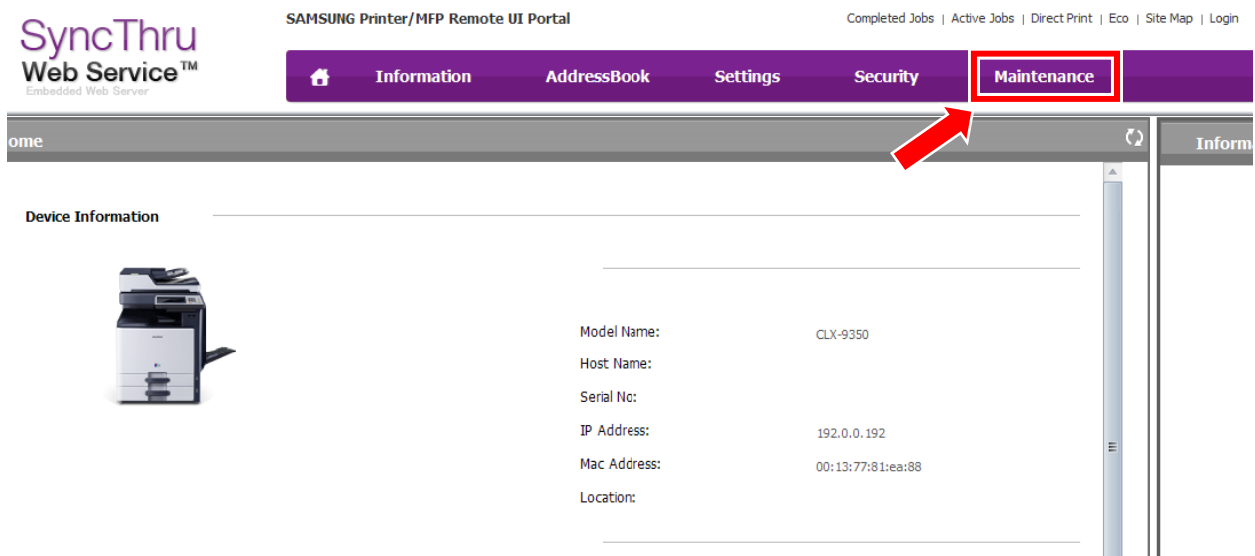 SyncThru
Web Service™
Embedded Web Server
SAMSUNG Printer/MFP Remote UI Portal
Completed Jobs | Active Jobs | Direct Print | Eco | Site Map | Login
Information AddressBook Settings Security Maintenance
ome
Inform
Device Information
Model Name: CLX-9350
Host Name:
Serial No:
IP Address: 192.0.0.192
Mac Address: 00:13:77:81:ea:88
Location: